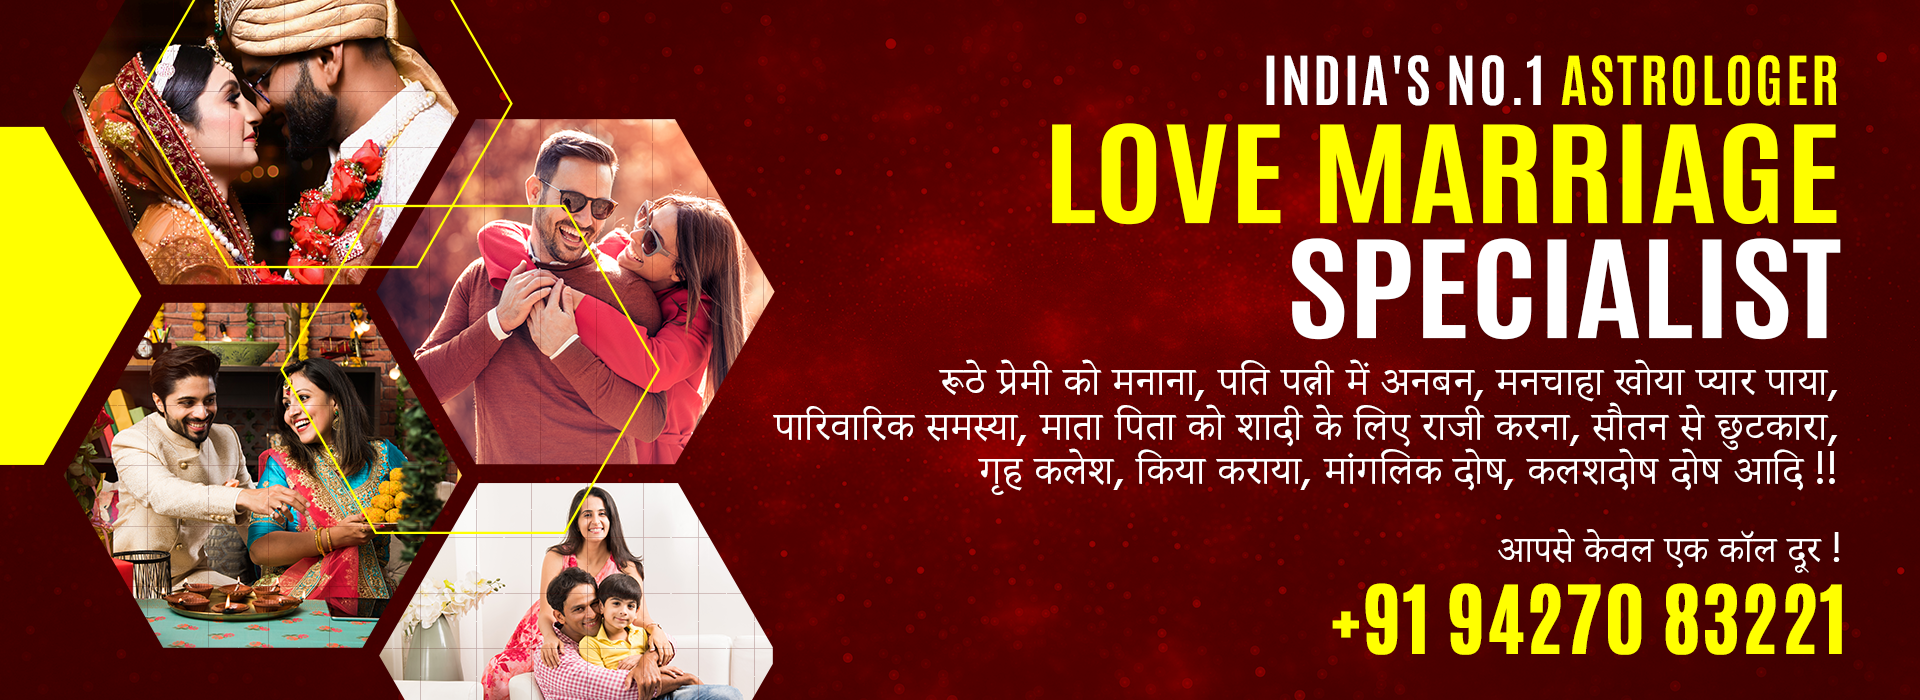 INDIA'S NO.1 ASTROLOGER
LOVE MARRIAGE
SPECIALIST
रूठे प्रेमी को मनाना, पति पत्नी में अनबन, मनचाहा खोया प्यार पाया,
पारिवारिक समस्या, माता पिता को शादी के लिए राजी करना, सौतन से छुटकारा,
गृह कलेश, किया कराया, मांगलिक दोष, कलशदोष दोष आदि !!
आपसे केवल एक कॉल दूर !
+91 94270 83221